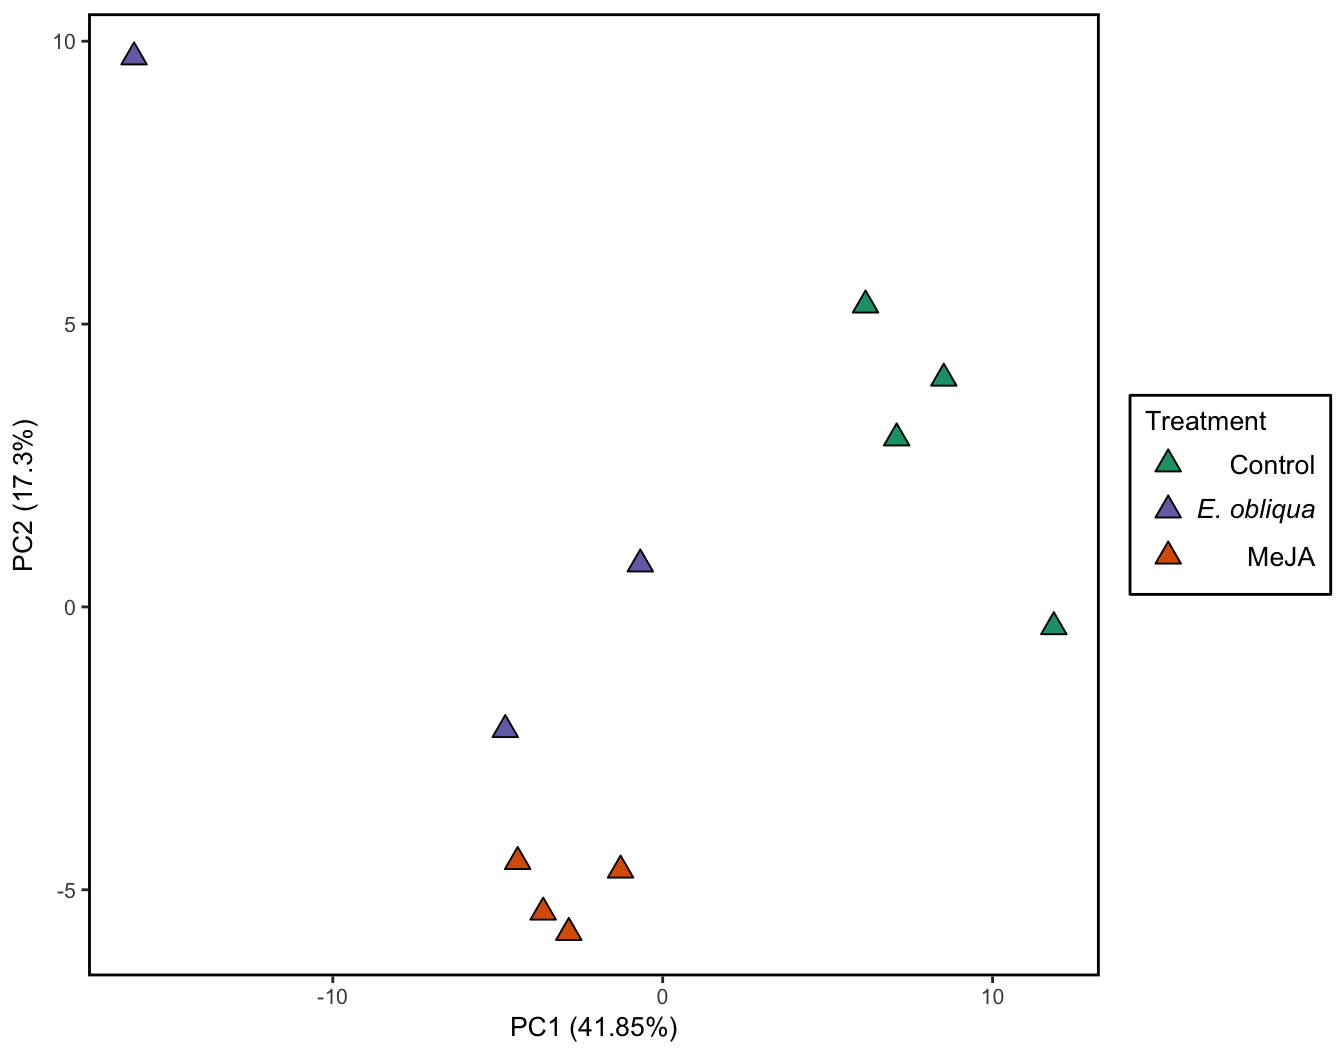 10
5
0
-5
PC2 (17.3%)
-10
0
10
PC1 (41.85%)
Treatment
Control
E. obliqua
MeJA